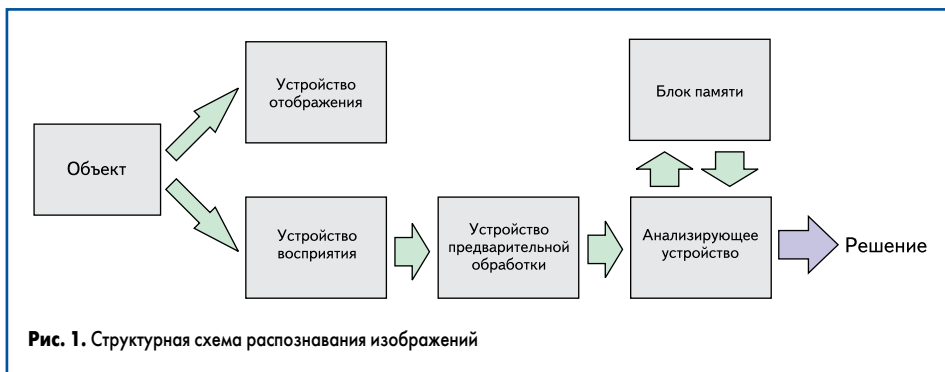 Устройство
отображения
Блок памяти
Объект
Устройство
восприятия
Устройство
предварительной
обработки
Анализирующее
устройство
Решение
Рис. 1. Структурная схема распознавания изображений